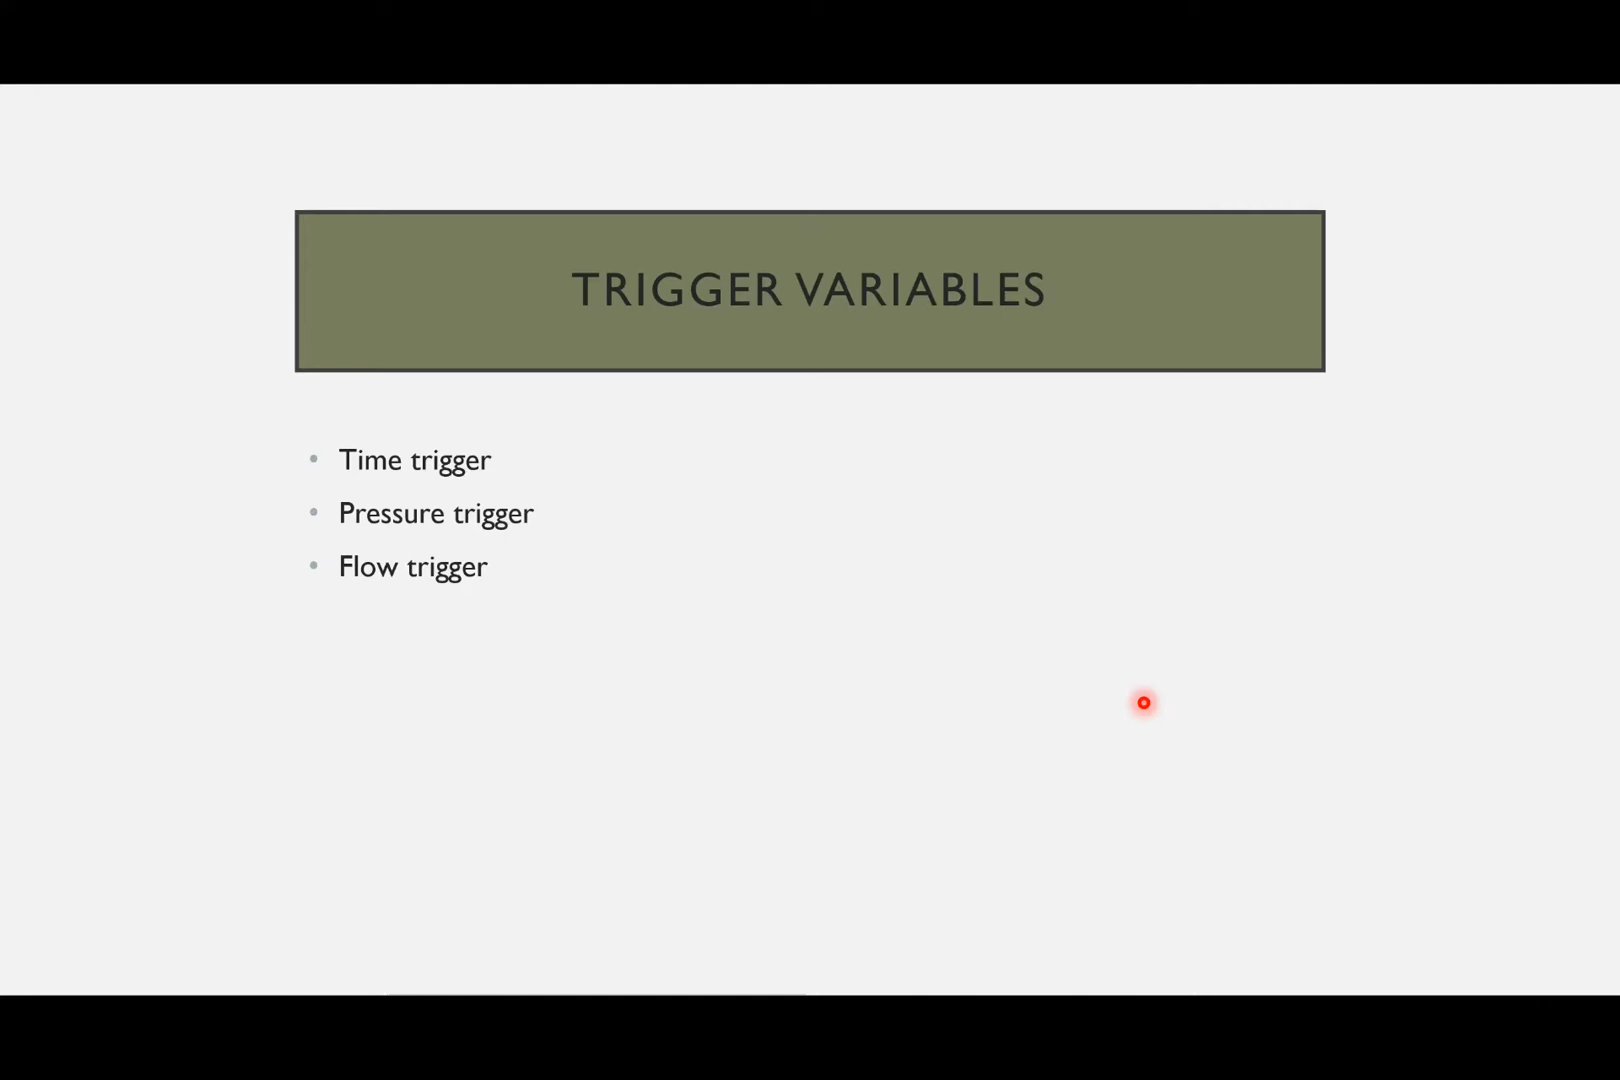 TRIGGER VARIABLES
• Time trigger
• Pressure trigger
• Flow trigger